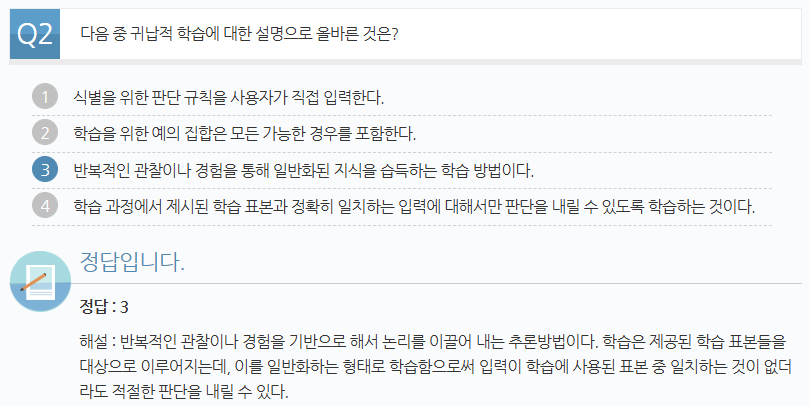 Q2 다음 중 귀납적 학습에 대한 설명으로 올바른 것은?
1 식별을 위한 판단 규칙을 사용자가 직접 입력한다.
2 학습을 위한 예의 집합은 모든 가능한 경우를 포함한다.
3 반복적인 관찰이나 경험을 통해 일반화된 지식을 습득하는 학습 방법이다.
4 학습 과정에서 제시된 학습 표본과 정확히 일치하는 입력에 대해서만 판단을 내릴 수 있도록 학습하는 것이다.
정답입니다.
정답 : 3
해설 : 반복적인 관찰이나 경험을 기반으로 해서 논리를 이끌어 내는 추론방법이다. 학습은 제공된 학습 표본들을
대상으로 이루어지는데, 이를 일반화하는 형태로 학습함으로써 입력이 학습에 사용된 표본 중 일치하는 것이 없더
라도 적절한 판단을 내릴 수 있다.